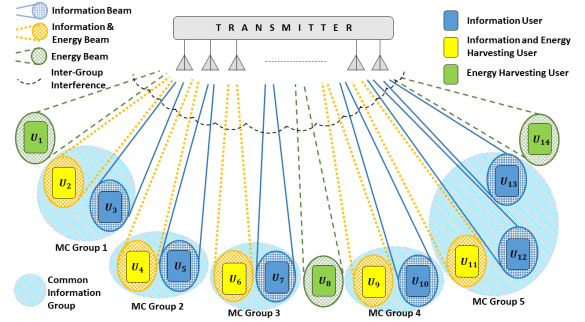 Information Beam
Information &
Energy Beam
Energy Beam
Inter-Group
Interference
TRANSMITTER
Information User
Information and Energy
Harvesting User
Energy Harvesting User
U1
U2
U3
MC Group 1
U4
U5
MC Group 2
U6
U7
MC Group 3
U8
U9
U10
MC Group 4
U11
U12
U13
MC Group 5
U14
Common
Information
Group